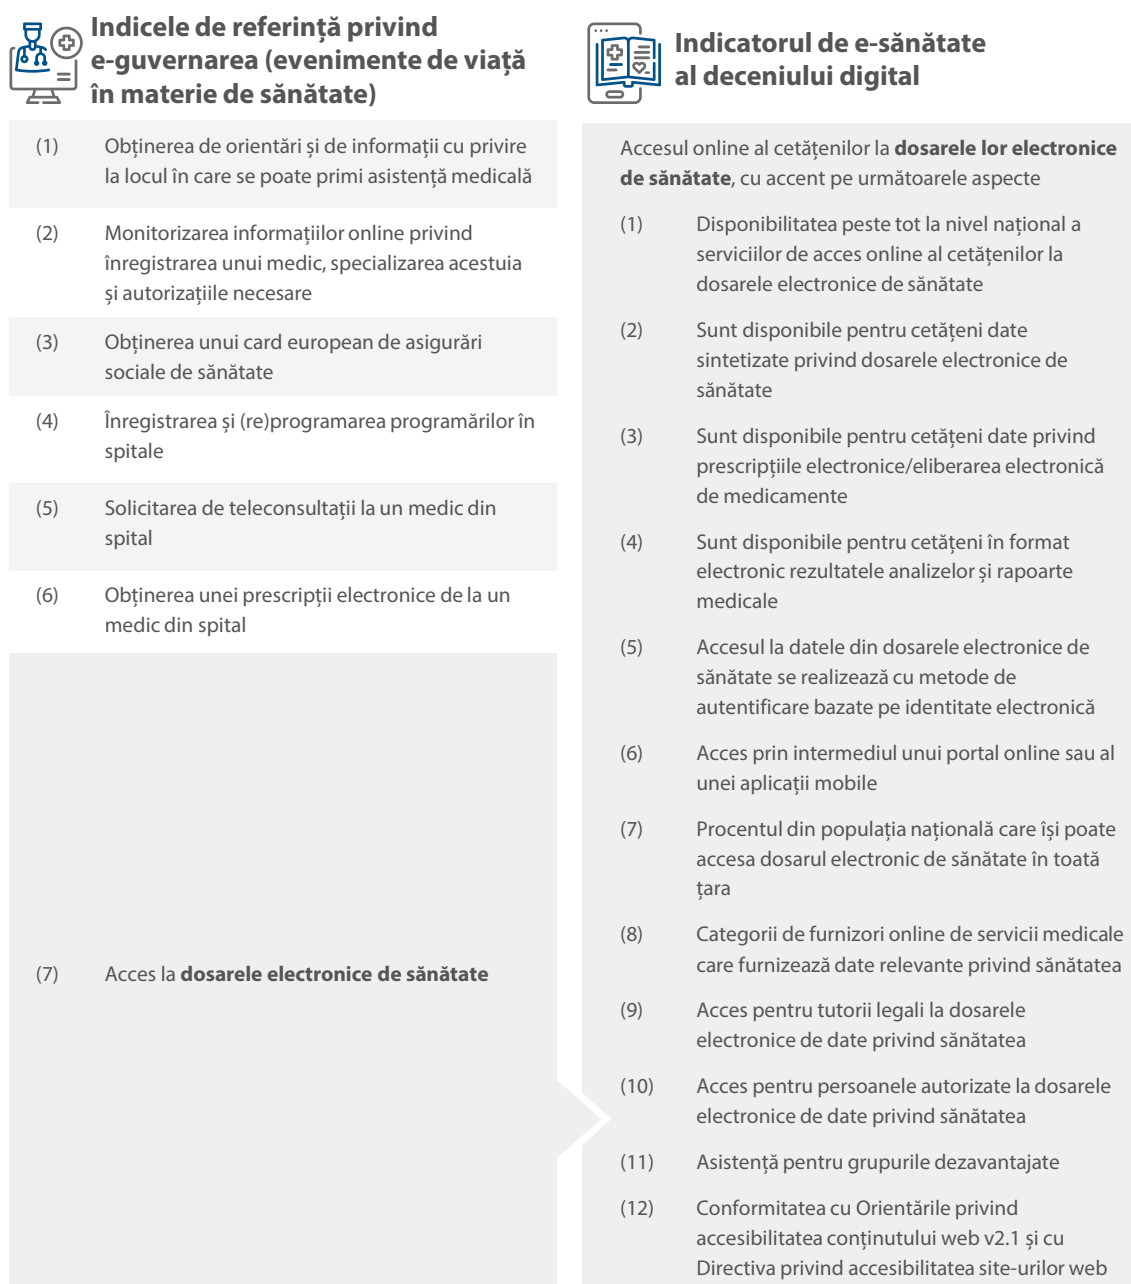 Indicele de referință privind
e-guvernarea (evenimente de viață
în materie de sănătate)
(1) Obținerea de orientări și de informații cu privire
la locul în care se poate primi asistență medicală
(2) Monitorizarea informațiilor online privind
înregistrarea unui medic, specializarea acestuia
și autorizațiile necesare
(3) Obținerea unui card european de asigurări
sociale de sănătate
(4) Înregistrarea și (re)programarea programărilor în
spitale
(5) Solicitarea de teleconsultații la un medic din
spital
(6) Obținerea unei prescripții electronice de la un
medic din spital
(7) Acces la dosarele electronice de sănătate
Indicatorul de e-sănătate
al deceniului digital
Accesul online al cetățenilor la dosarele lor electronice
de sănătate, cu accent pe următoarele aspecte
(1) Disponibilitatea peste tot la nivel național a
serviciilor de acces online al cetățenilor la
dosarele electronice de sănătate
(2) Sunt disponibile pentru cetățeni date
sintetizate privind dosarele electronice de
sănătate
(3) Sunt disponibile pentru cetățeni date privind
prescripțiile electronice/eliberarea electronică
de medicamente
(4) Sunt disponibile pentru cetățeni în format
electronic rezultatele analizelor și rapoarte
medicale
(5) Accesul la datele din dosarele electronice de
sănătate se realizează cu metode de
autentificare bazate pe identitate electronică
(6) Acces prin intermediul unui portal online sau al
unei aplicații mobile
(7) Procentul din populația națională care își poate
accesa dosarul electronic de sănătate în toată
țara
(8) Categorii de furnizori online de servicii medicale
care furnizează date relevante privind sănătatea
(9) Acces pentru tutorii legali la dosarele
electronice de date privind sănătatea
(10) Acces pentru persoanele autorizate la dosarele
electronice de date privind sănătatea
(11) Asistență pentru grupurile dezavantajate
(12) Conformitatea cu Orientările privind
accesibilitatea conținutului web v2.1 și cu
Directiva privind accesibilitatea site-urilor web